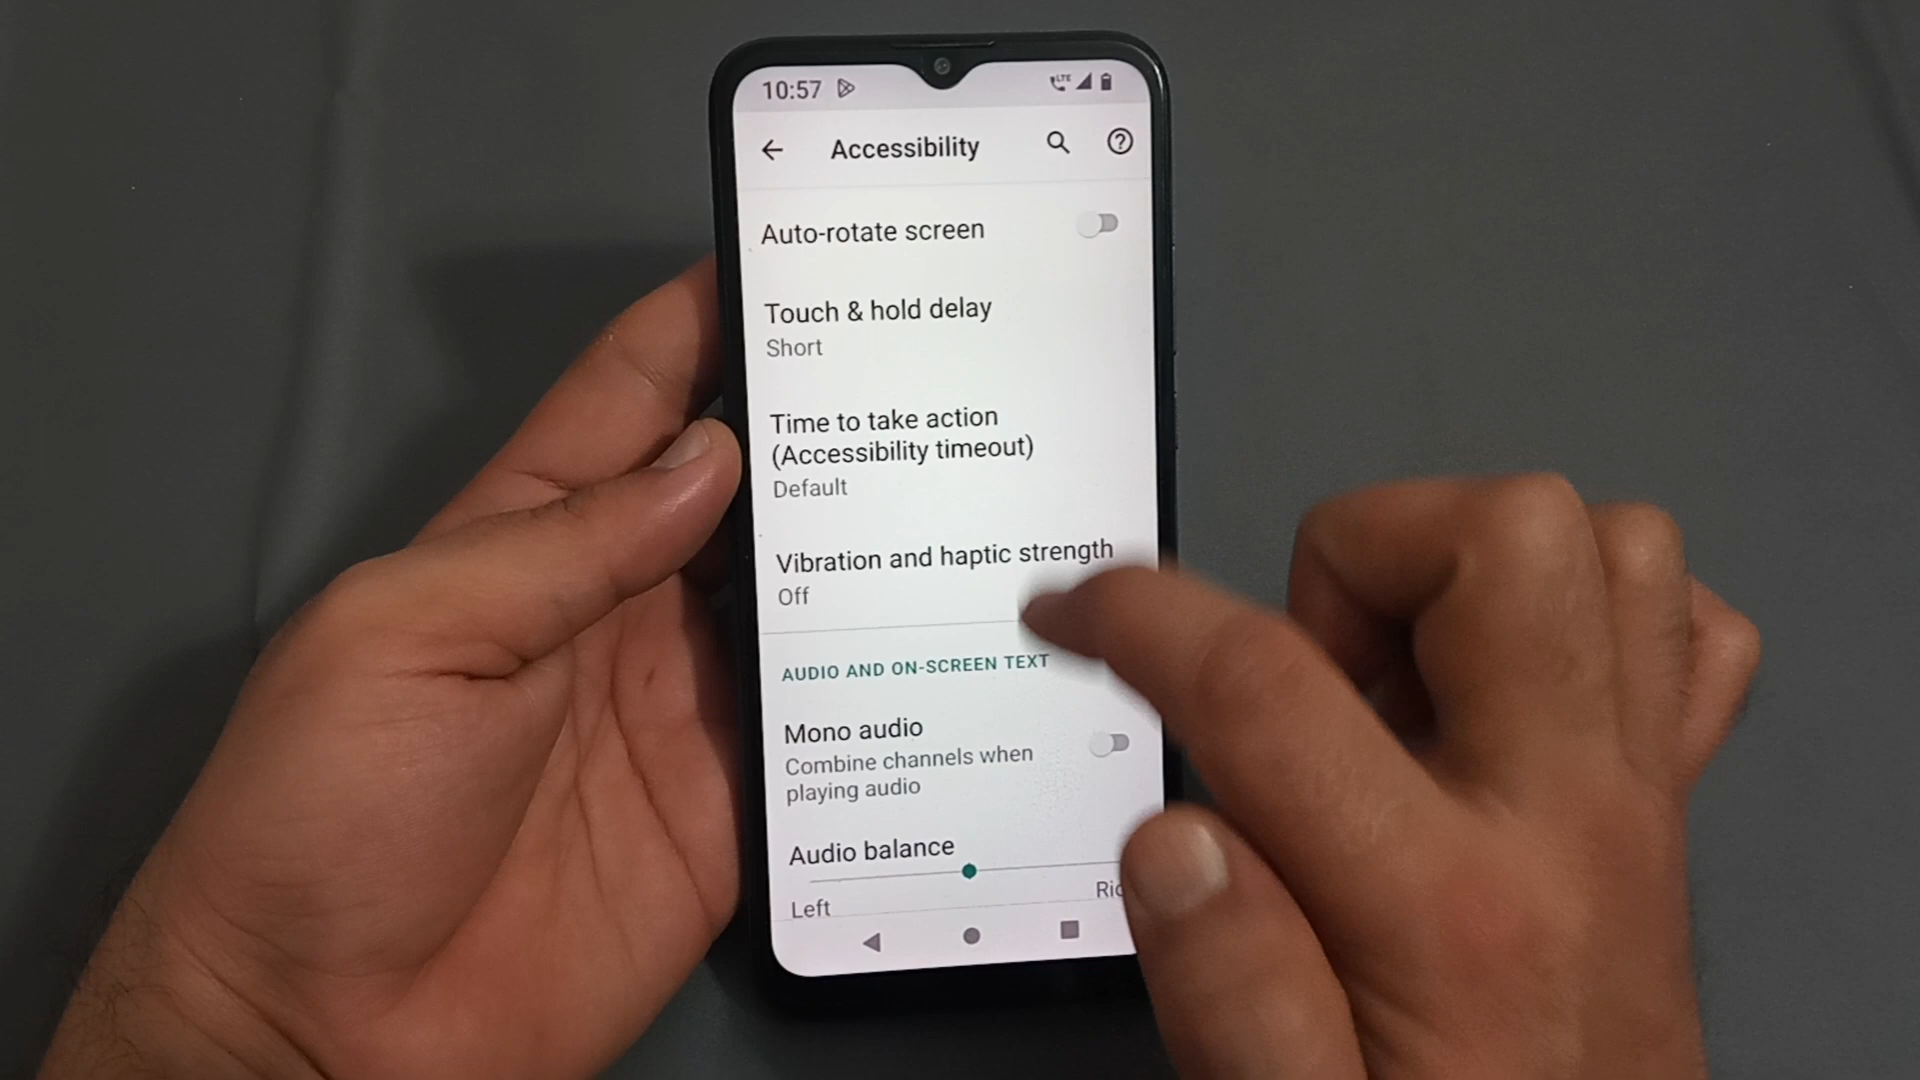 10:57 LTE
Accessibility
Auto-rotate screen
Touch & hold delay
Short
Time to take action
(Accessibility timeout)
Default
Vibration and haptic strength
Off
AUDIO AND ON-SCREEN TEXT
Mono audio
Combine channels when
playing audio
Audio balance
Left